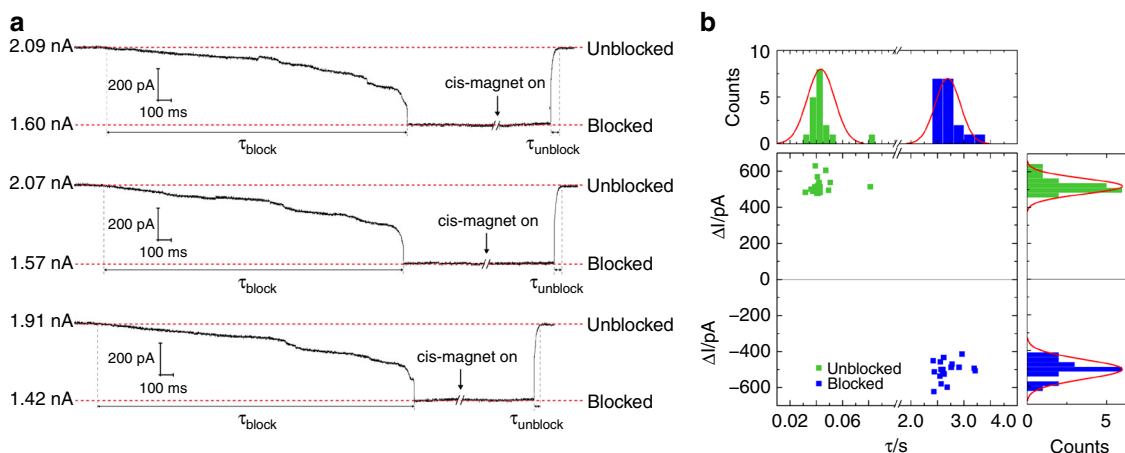 a
2.09 nA
Unblocked
200 pA
100 ms
cis-magnet on
1.60 nA
Blocked
τblock
τunblock
2.07 nA
Unblocked
200 pA
100 ms
cis-magnet on
1.57 nA
Blocked
τblock
τunblock
1.91 nA
Unblocked
200 pA
100 ms
cis-magnet on
1.42 nA
Blocked
τblock
τunblock
b
10
5
0
Counts
600
400
200
0
−200
−400
−600
ΔI/pA
ΔI/pA
Unblocked
Blocked
0.02 0.06 2.0 3.0 4.0
τ/s
0 5
Counts